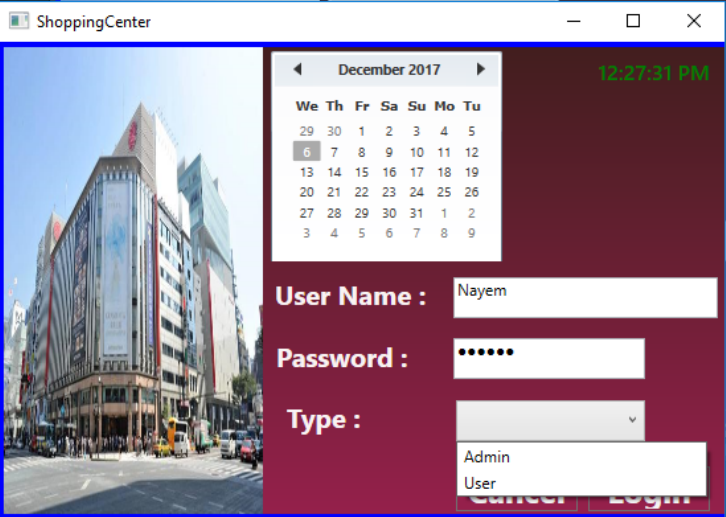 ShoppingCenter
December 2017
12:27:31 PM
We Th Fr Sa Su Mo Tu
29 30 1 2 3 4 5
6 7 8 9 10 11 12
13 14 15 16 17 18 19
20 21 22 23 24 25 26
27 28 29 30 31 1 2
3 4 5 6 7 8 9
User Name : Nayem
Password : ••••••
Type :
Admin
User
Cancel Login